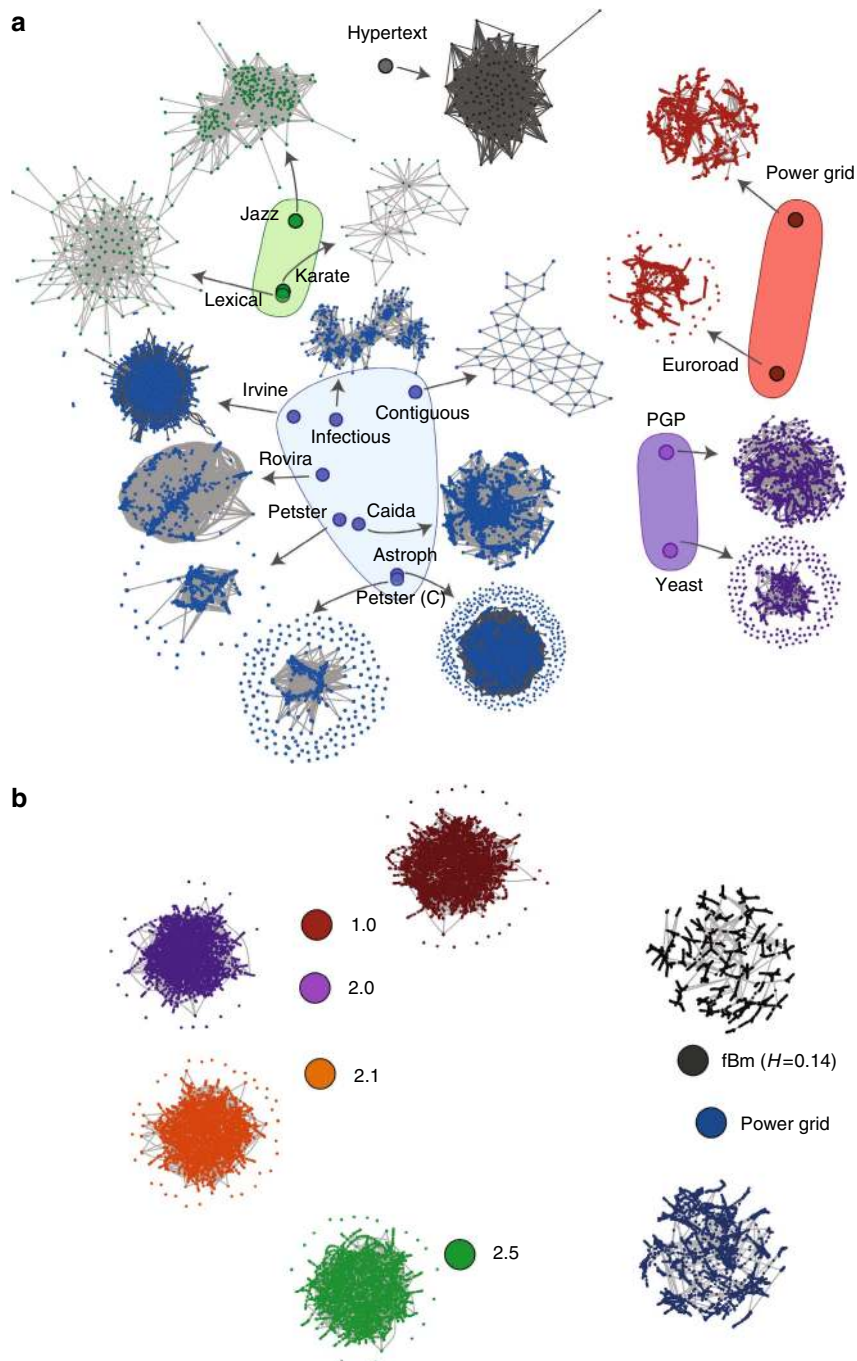 a
Hypertext
Power grid
Jazz
Karate
Lexical
Euroroad
Irvine
Contiguous
Infectious
PGP
Rovira
Petster
Caida
Astroph
Yeast
Petster (C)
b
1.0
2.0
fBm (H=0.14)
2.1
Power grid
2.5